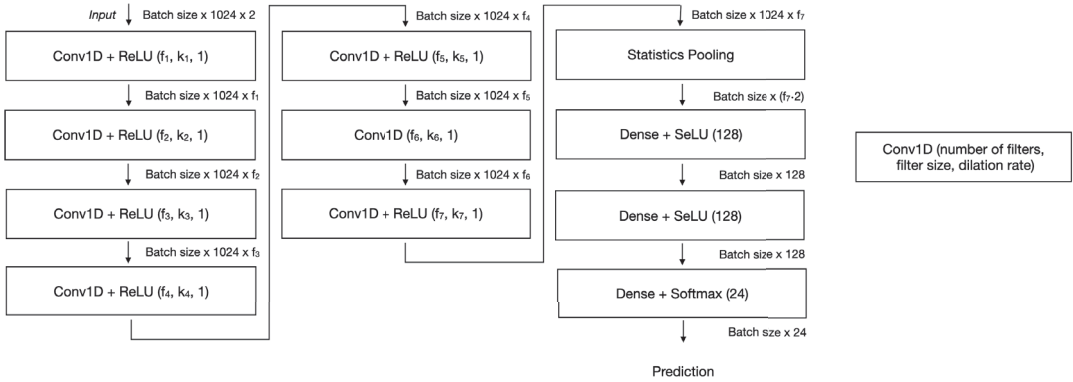 Input
Batch size x 1024 x 2
Conv1D + ReLU (f₁, k₁, 1)
Batch size x 1024 x f₁
Conv1D + ReLU (f₂, k₂, 1)
Batch size x 1024 x f₂
Conv1D + ReLU (f₃, k₃, 1)
Batch size x 1024 x f₃
Conv1D + ReLU (f₄, k₄, 1)
Batch size x 1024 x f₄
Conv1D + ReLU (f₅, k₅, 1)
Batch size x 1024 x f₅
Conv1D (f₆, k₆, 1)
Batch size x 1024 x f₆
Conv1D + ReLU (f₇, k₇, 1)
Batch size x 1024 x f₇
Statistics Pooling
Batch size x (f₇·2)
Dense + SeLU (128)
Batch size x 128
Dense + SeLU (128)
Batch size x 128
Dense + Softmax (24)
Batch size x 24
Prediction
Conv1D (number of filters,
filter size, dilation rate)